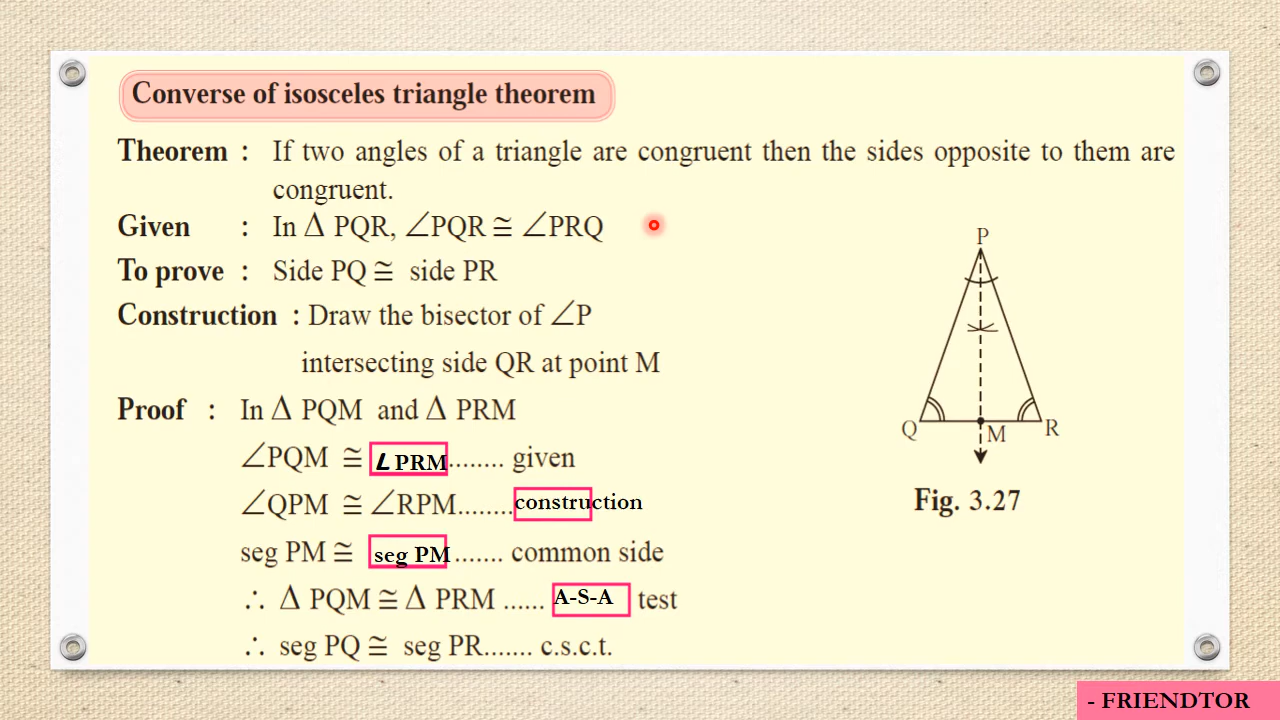 Converse of isosceles triangle theorem
Theorem : If two angles of a triangle are congruent then the sides opposite to them are
congruent.
Given : In Δ PQR, ∠PQR ≅ ∠PRQ
To prove : Side PQ ≅ side PR
Construction : Draw the bisector of ∠P
intersecting side QR at point M
Proof : In Δ PQM and Δ PRM
∠PQM ≅ ∠PRM........ given
∠QPM ≅ ∠RPM........construction
seg PM ≅ seg PM....... common side
∴ Δ PQM ≅ Δ PRM ...... A-S-A test
∴ seg PQ ≅ seg PR....... c.s.c.t.
P
Q
M
R
Fig. 3.27
- FRIENDTOR